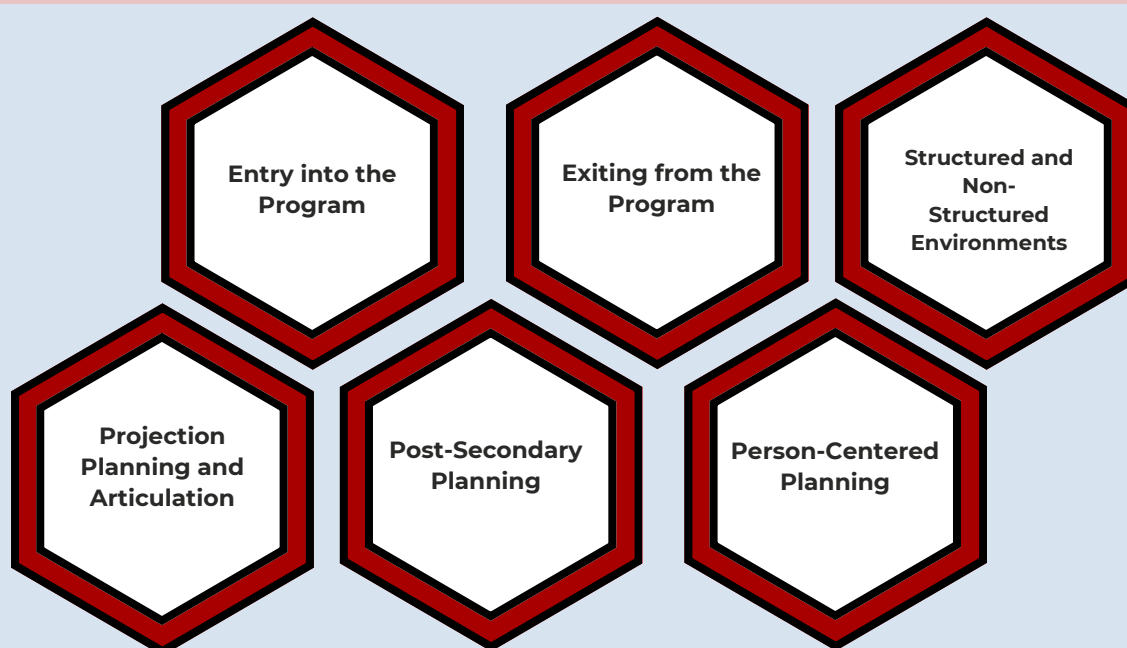 Entry into the
Program
Exiting from the
Program
Structured and
Non-
Structured
Environments
Projection
Planning and
Articulation
Post-Secondary
Planning
Person-Centered
Planning